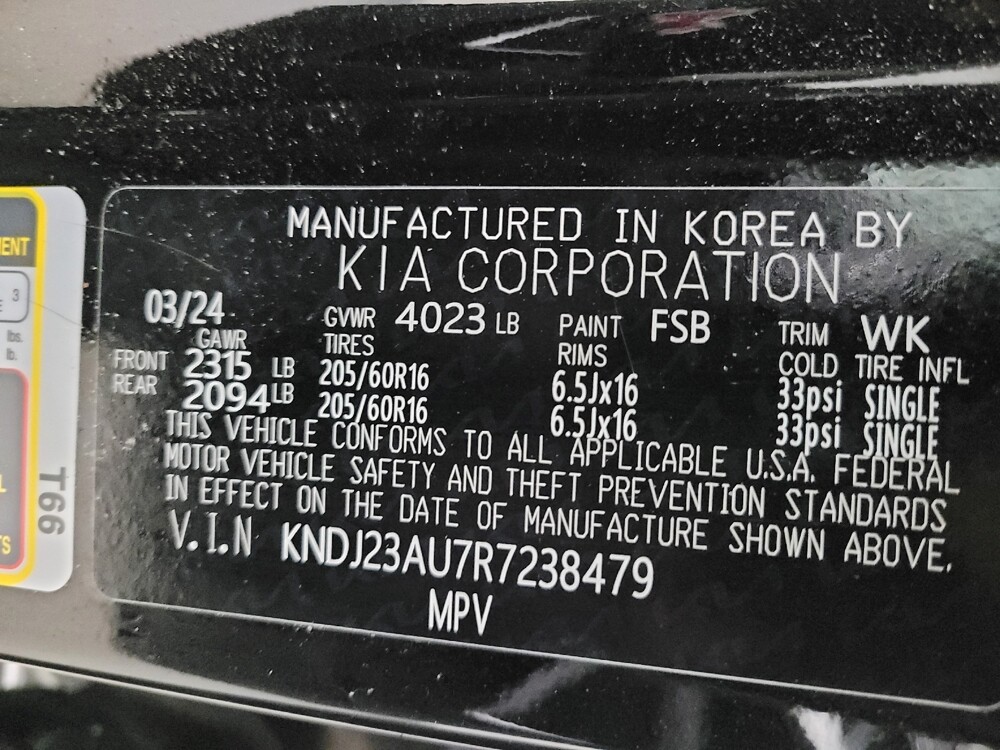 MANUFACTURED IN KOREA BY
KIA CORPORATION
03/24 GVWR 4023 LB PAINT FSB TRIM WK
GAWR TIRES RIMS COLD TIRE INFL
FRONT 2315 LB 205/60R16 6.5Jx16 33psi SINGLE
REAR 2094 LB 205/60R16 6.5Jx16 33psi SINGLE
THIS VEHICLE CONFORMS TO ALL APPLICABLE U.S.A. FEDERAL
MOTOR VEHICLE SAFETY AND THEFT PREVENTION STANDARDS
IN EFFECT ON THE DATE OF MANUFACTURE SHOWN ABOVE.
V.I.N KNDJ23AU7R7238479
MPV
3
lbs.
lb.
T66